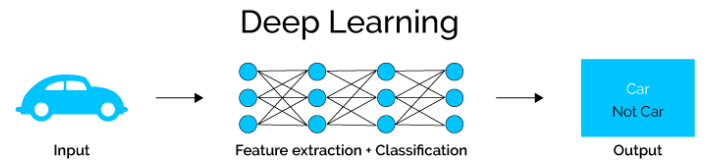 Deep Learning
Car
Not Car
Input
Feature extraction + Classification
Output